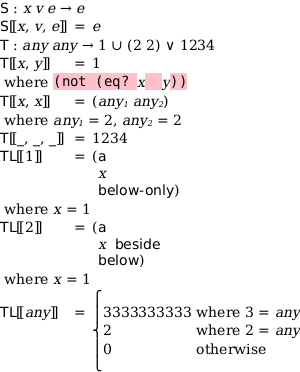 S : x v e → e
S⟦x, v, e⟧ = e
T : any any → 1 ∪ (2 2) ∨ 1234
T⟦x, y⟧ = 1
where (not (eq? x y))
T⟦x, x⟧ = (any₁ any₂)
where any₁ = 2, any₂ = 2
T⟦_, _, _⟧ = 1234
TL⟦1⟧ = (a
x
below-only)
where x = 1
TL⟦2⟧ = (a
x beside
below)
where x = 1
3333333333 where 3 = any
TL⟦any⟧ = { 2 where 2 = any
0 otherwise